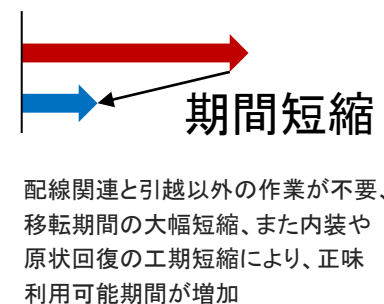 期間短縮
配線関連と引越以外の作業が不要、
移転期間の大幅短縮、また内装や
原状回復の工期短縮により、正味
利用可能期間が増加